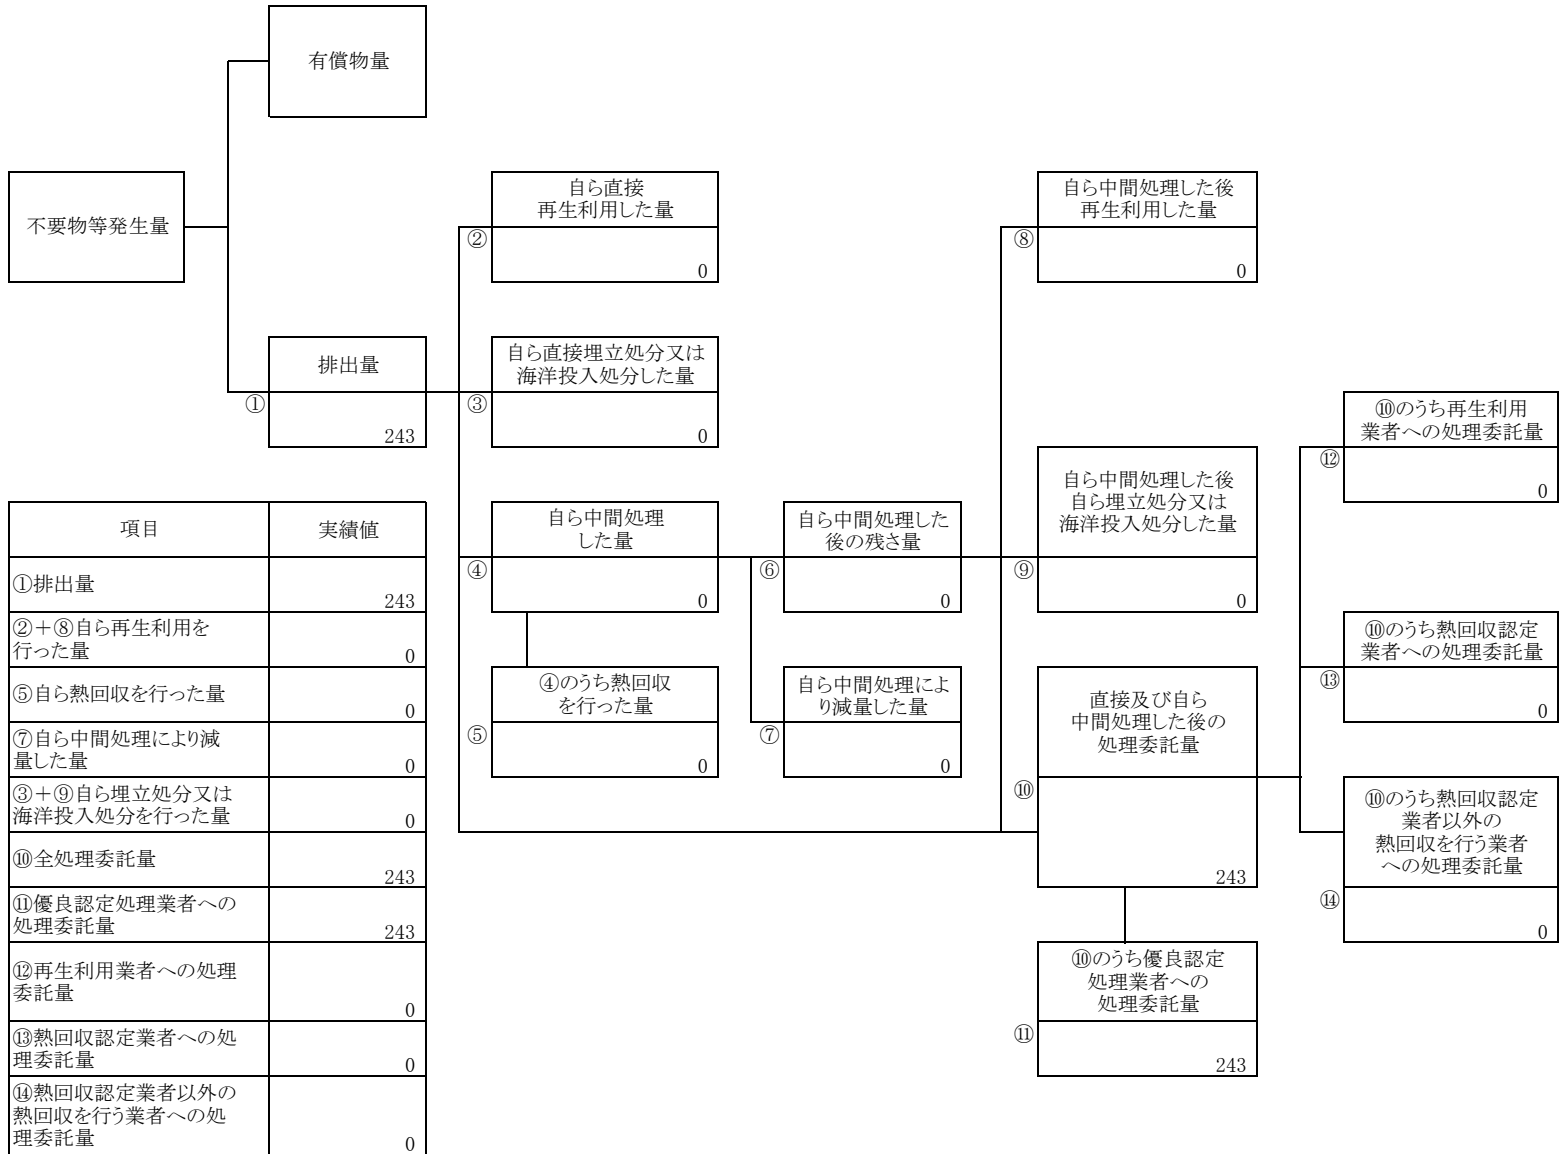 有償物量
不要物等発生量
自ら直接
再生利用した量
②
0
自ら中間処理した後
再生利用した量
⑧
0
排出量
①
243
自ら直接埋立処分又は
海洋投入処分した量
③
0
⑩のうち再生利用
業者への処理委託量
⑫
0
自ら中間処理
した量
④
0
自ら中間処理した
後の残さ量
⑥
0
自ら中間処理した後
自ら埋立処分又は
海洋投入処分した量
⑨
0
⑩のうち熱回収認定
業者への処理委託量
⑬
0
④のうち熱回収
を行った量
⑤
0
自ら中間処理によ
り減量した量
⑦
0
直接及び自ら
中間処理した後の
処理委託量
⑩
243
⑩のうち熱回収認定
業者以外の
熱回収を行う業者
への処理委託量
⑭
0
⑩のうち優良認定
処理業者への
処理委託量
⑪
243
項目 実績値
①排出量
243
②+⑧自ら再生利用を
行った量
0
⑤自ら熱回収を行った量
0
⑦自ら中間処理により減
量した量
0
③+⑨自ら埋立処分又は
海洋投入処分を行った量
0
⑩全処理委託量
243
⑪優良認定処理業者への
処理委託量
243
⑫再生利用業者への処理
委託量
0
⑬熱回収認定業者への処
理委託量
0
⑭熱回収認定業者以外の
熱回収を行う業者への処
理委託量
0